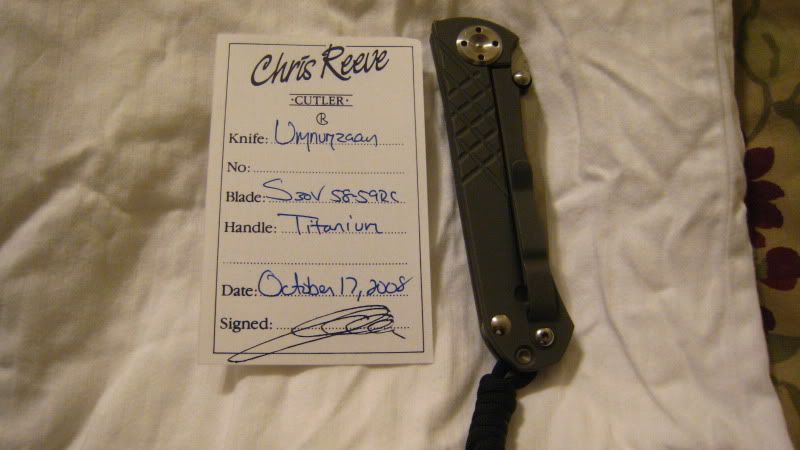 Chris Reeve
·CUTLER·
Knife: Umnumzaan
No:
Blade: S30V 58-59RC
Handle: Titanium
Date: October 17, 2008
Signed: